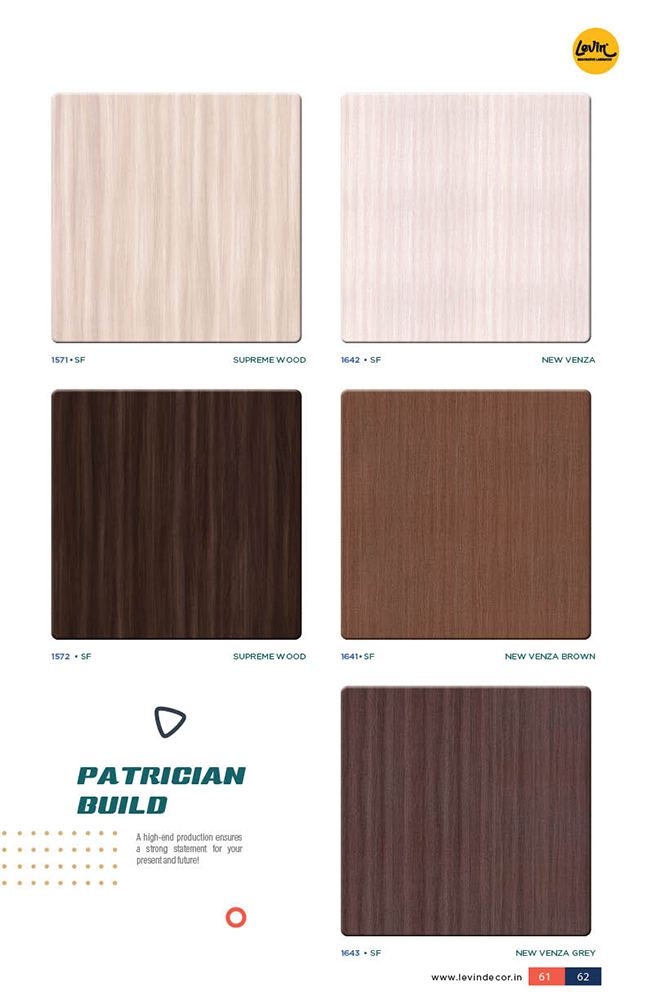 Levin
DECORATIVE LAMINATES
1571 • SF SUPREME WOOD
1642 • SF NEW VENZA
1572 • SF SUPREME WOOD
1641 • SF NEW VENZA BROWN
PATRICIAN
BUILD
A high-end production ensures
a strong statement for your
present and future!
1643 • SF NEW VENZA GREY
www.levindecor.in 61 62